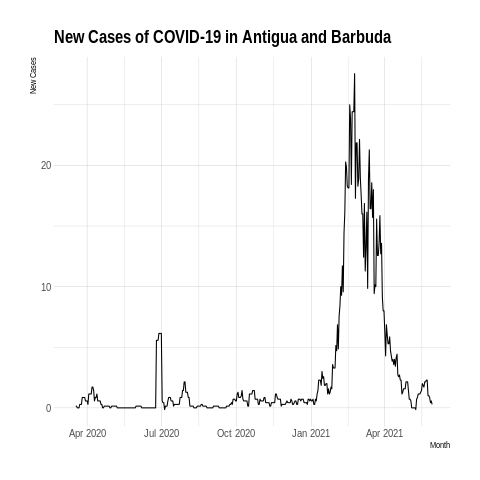 New Cases of COVID-19 in Antigua and Barbuda
New Cases
20
10
0
Apr 2020 Jul 2020 Oct 2020 Jan 2021 Apr 2021
Month